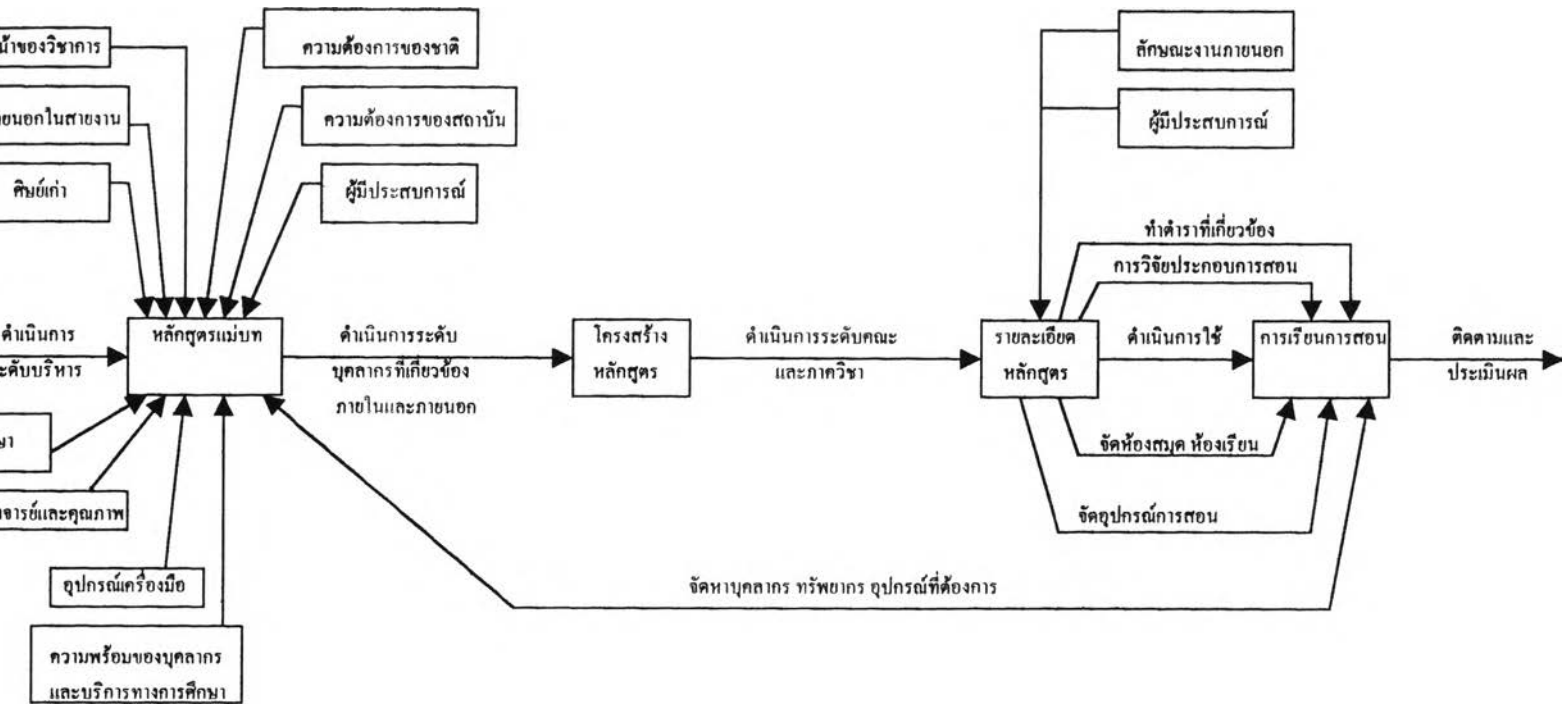 น้าของวิชาการ
ความต้องการของชาติ
ลักษณะงานภายนอก
ยนอกในสายงาน
ความต้องการของสถาบัน
ผู้มีประสบการณ์
ศิษย์เก่า
ผู้มีประสบการณ์
ทำตำราที่เกี่ยวข้อง
การวิจัยประกอบการสอน
ดำเนินการ
ะดับบริหาร
หลักสูตรแม่บท
ดำเนินการระดับ
บุคลากรที่เกี่ยวข้อง
ภายในและภายนอก
โครงสร้าง
หลักสูตร
ดำเนินการระดับคณะ
และภาควิชา
รายละเอียด
หลักสูตร
ดำเนินการใช้
การเรียนการสอน
ติดตามและ
ประเมินผล
ษา
จัดห้องสมุด ห้องเรียน
จารย์และคุณภาพ
จัดอุปกรณ์การสอน
อุปกรณ์เครื่องมือ
จัดหาบุคลากร ทรัพยากร อุปกรณ์ที่ต้องการ
ความพร้อมของบุคลากร
และบริการทางการศึกษา